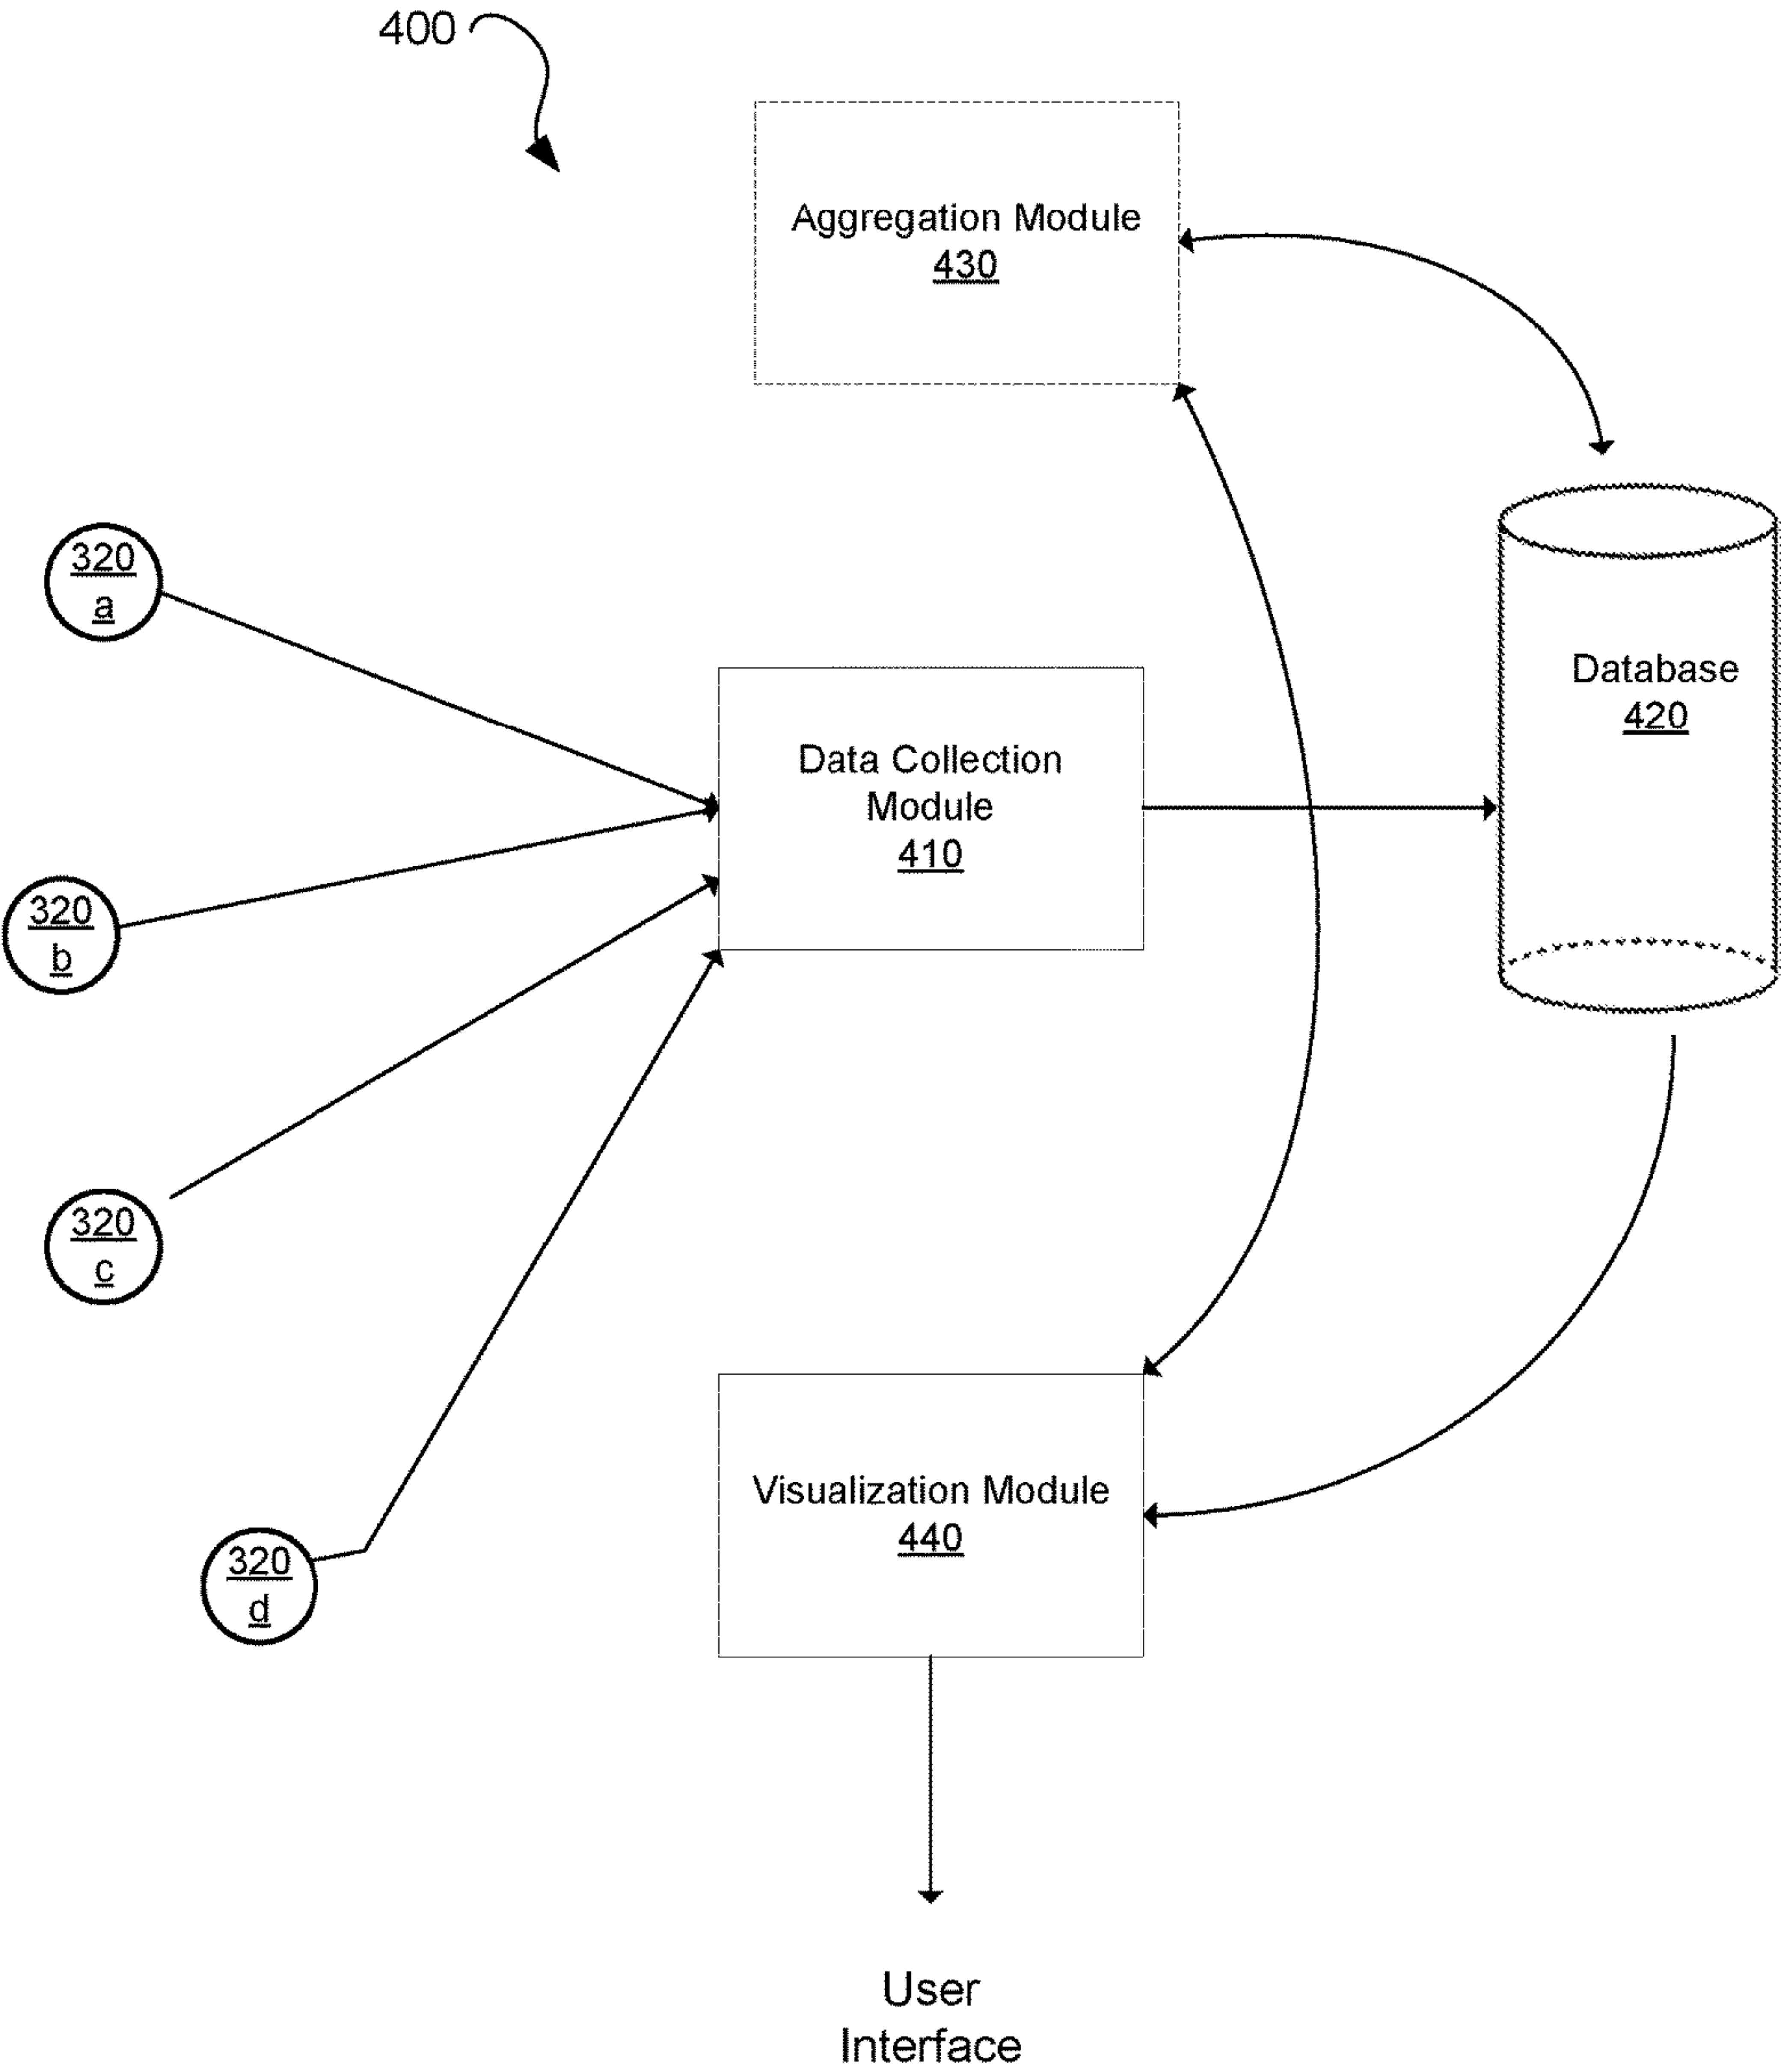 400
Aggregation Module
430
320
a
Database
420
Data Collection
Module
410
320
b
320
c
Visualization Module
440
320
d
User
Interface